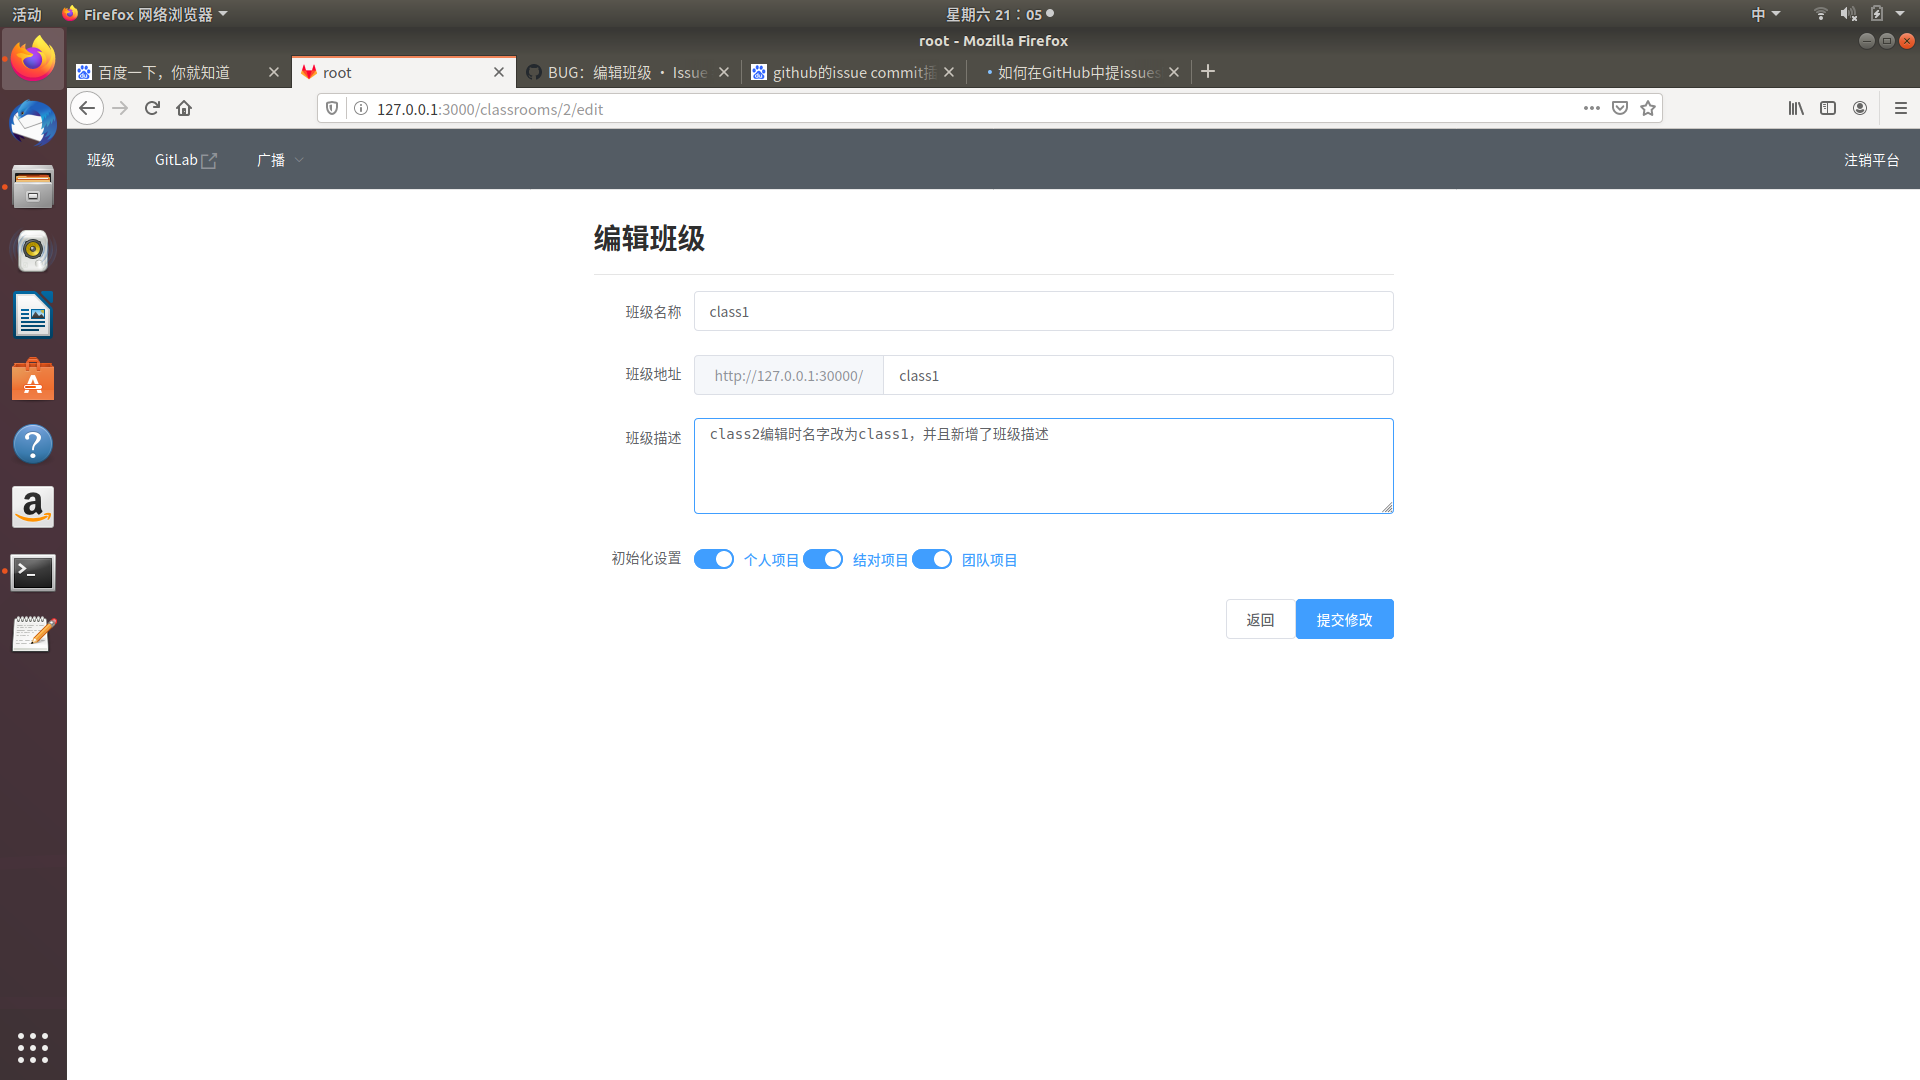 活动
Firefox 网络浏览器
星期六 21：05
中
root - Mozilla Firefox
百度一下，你就知道
root
BUG：编辑班级 · Issue
github的issue commit插
如何在GitHub中提issues
127.0.0.1:3000/classrooms/2/edit
班级
GitLab
广播
注销平台
编辑班级
班级名称
class1
班级地址
http://127.0.0.1:30000/
class1
班级描述
class2编辑时名字改为class1，并且新增了班级描述
初始化设置
个人项目
结对项目
团队项目
返回
提交修改